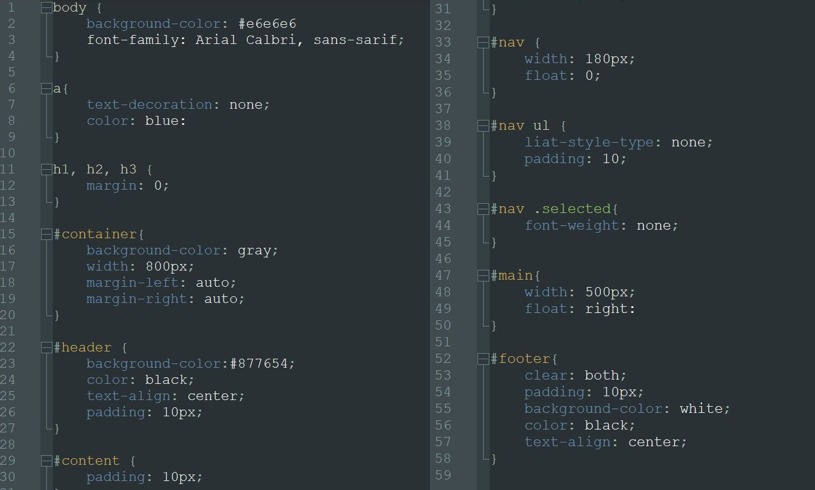 1 body {
2 background-color: #e6e6e6
3 font-family: Arial Calbri, sans-sarif;
4 }
5
6 a{
7 text-decoration: none;
8 color: blue:
9 }
10
11 h1, h2, h3 {
12 margin: 0;
13 }
14
15 #container{
16 background-color: gray;
17 width: 800px;
18 margin-left: auto;
19 margin-right: auto;
20 }
21
22 #header {
23 background-color:#877654;
24 color: black;
25 text-align: center;
26 padding: 10px;
27 }
28
29 #content {
30 padding: 10px;
31 }
32
33 #nav {
34 width: 180px;
35 float: 0;
36 }
37
38 #nav ul {
39 liat-style-type: none;
40 padding: 10;
41 }
42
43 #nav .selected{
44 font-weight: none;
45 }
46
47 #main{
48 width: 500px;
49 float: right:
50 }
51
52 #footer{
53 clear: both;
54 padding: 10px;
55 background-color: white;
56 color: black;
57 text-align: center;
58 }
59